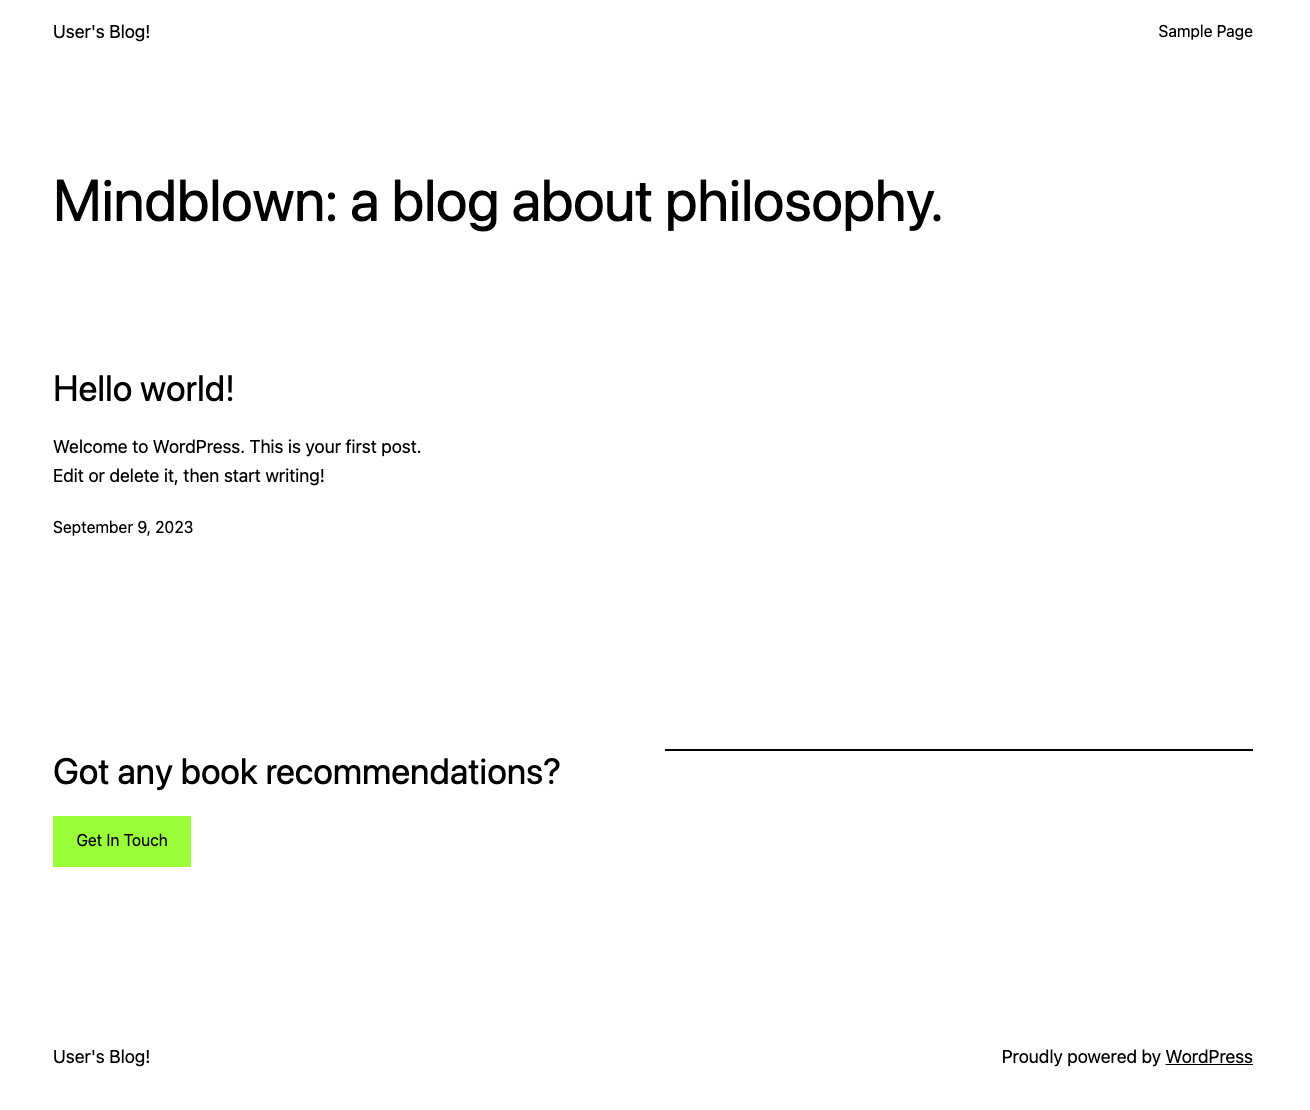 User's Blog!
Sample Page
Mindblown: a blog about philosophy.
Hello world!
Welcome to WordPress. This is your first post.
Edit or delete it, then start writing!
September 9, 2023
Got any book recommendations?
Get In Touch
User's Blog!
Proudly powered by WordPress